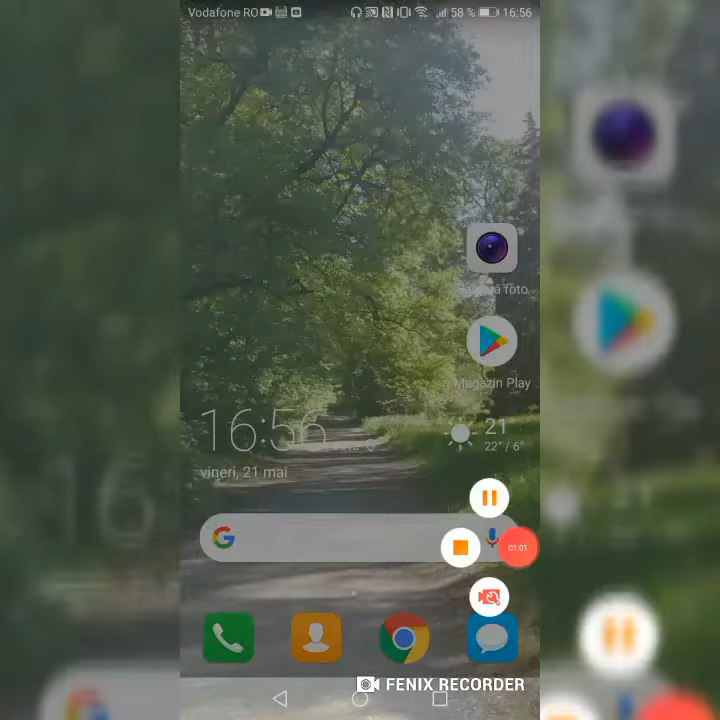 Vodafone RO 58 % 16:56
foto
Magazin Play
16:56
21
22° / 6°
vineri, 21 mai
01:01
FENIX RECORDER